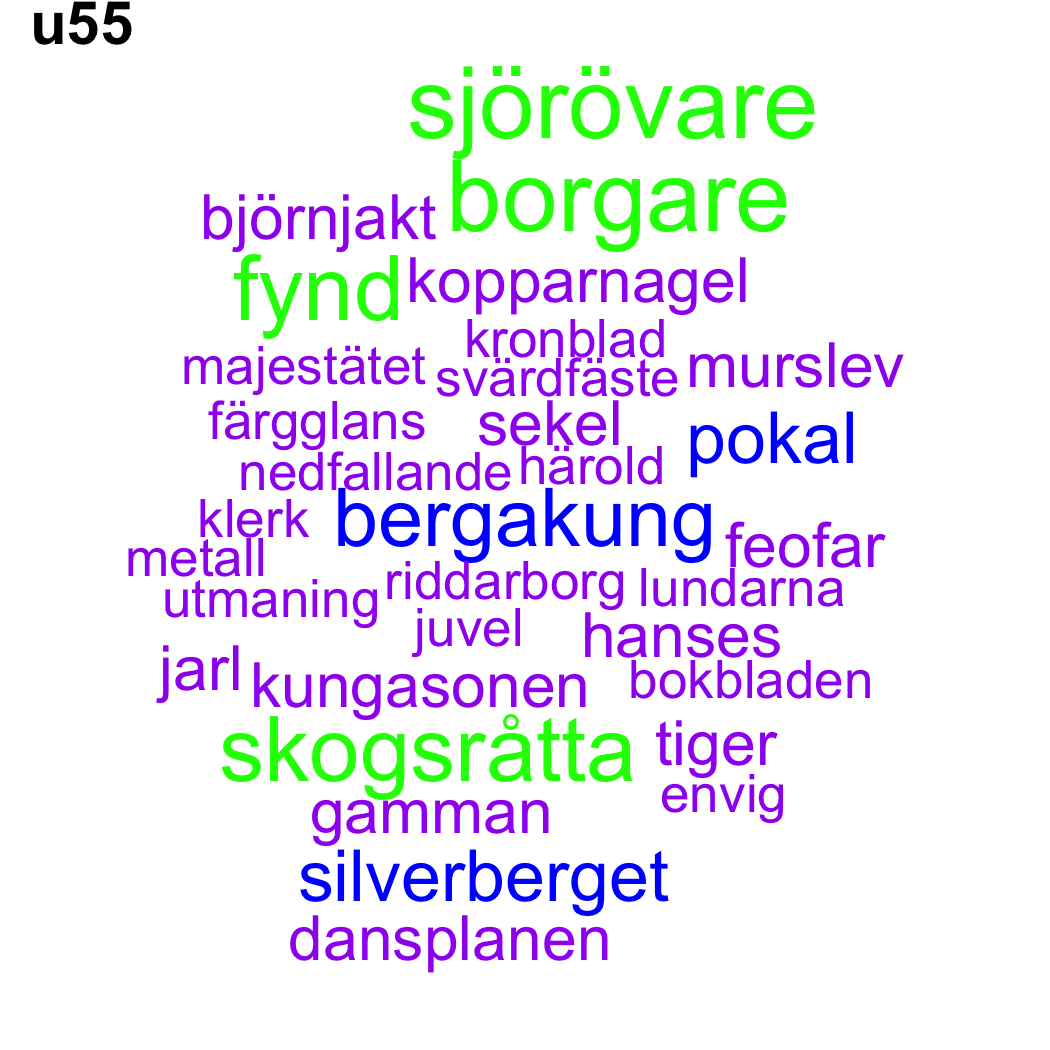 u55
sjörövare
björnjakt borgare
fynd kopparnagel
kronblad
majestätet svärdfäste murslev
färgglans sekel pokal
nedfallande härold
klerk bergakung feofar
metall
utmaning riddarborg lundarna
juvel hanses
jarl kungasonen bokbladen
skogsråtta tiger
gamman envig
silverberget
dansplanen